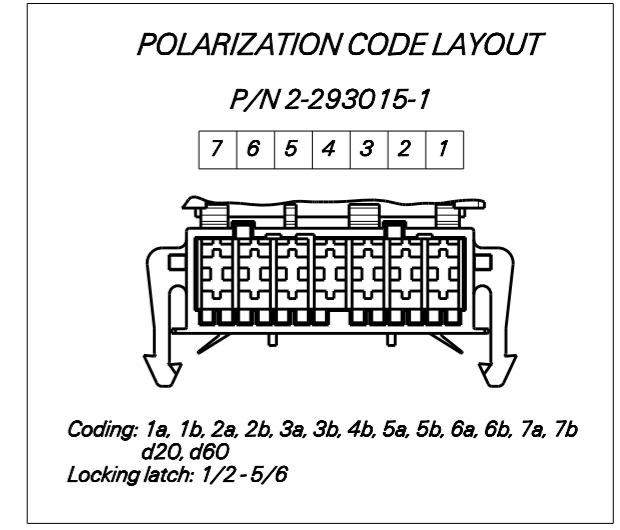 POLARIZATION CODE LAYOUT
P/N 2-293015-1
7 6 5 4 3 2 1
Coding: 1a, 1b, 2a, 2b, 3a, 3b, 4b, 5a, 5b, 6a, 6b, 7a, 7b
d20, d60
Locking latch: 1/2 - 5/6